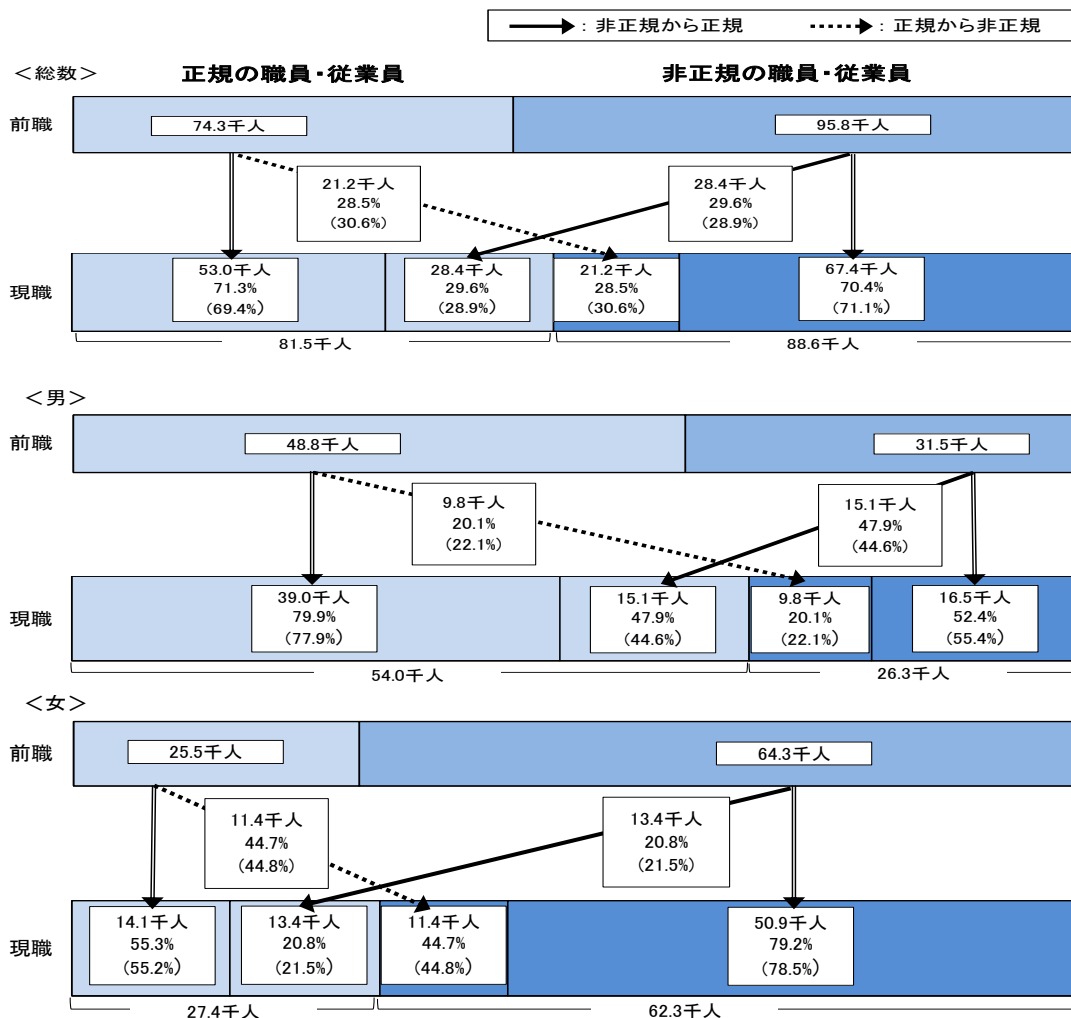 ：非正規から正規
：正規から非正規
＜総数＞
正規の職員・従業員
非正規の職員・従業員
前職
74.3千人
95.8千人
21.2千人
28.5%
(30.6%)
28.4千人
29.6%
(28.9%)
現職
53.0千人
71.3%
(69.4%)
28.4千人
29.6%
(28.9%)
21.2千人
28.5%
(30.6%)
67.4千人
70.4%
(71.1%)
81.5千人
88.6千人
＜男＞
前職
48.8千人
31.5千人
9.8千人
20.1%
(22.1%)
15.1千人
47.9%
(44.6%)
現職
39.0千人
79.9%
(77.9%)
15.1千人
47.9%
(44.6%)
9.8千人
20.1%
(22.1%)
16.5千人
52.4%
(55.4%)
54.0千人
26.3千人
＜女＞
前職
25.5千人
64.3千人
11.4千人
44.7%
(44.8%)
13.4千人
20.8%
(21.5%)
現職
14.1千人
55.3%
(55.2%)
13.4千人
20.8%
(21.5%)
11.4千人
44.7%
(44.8%)
50.9千人
79.2%
(78.5%)
27.4千人
62.3千人